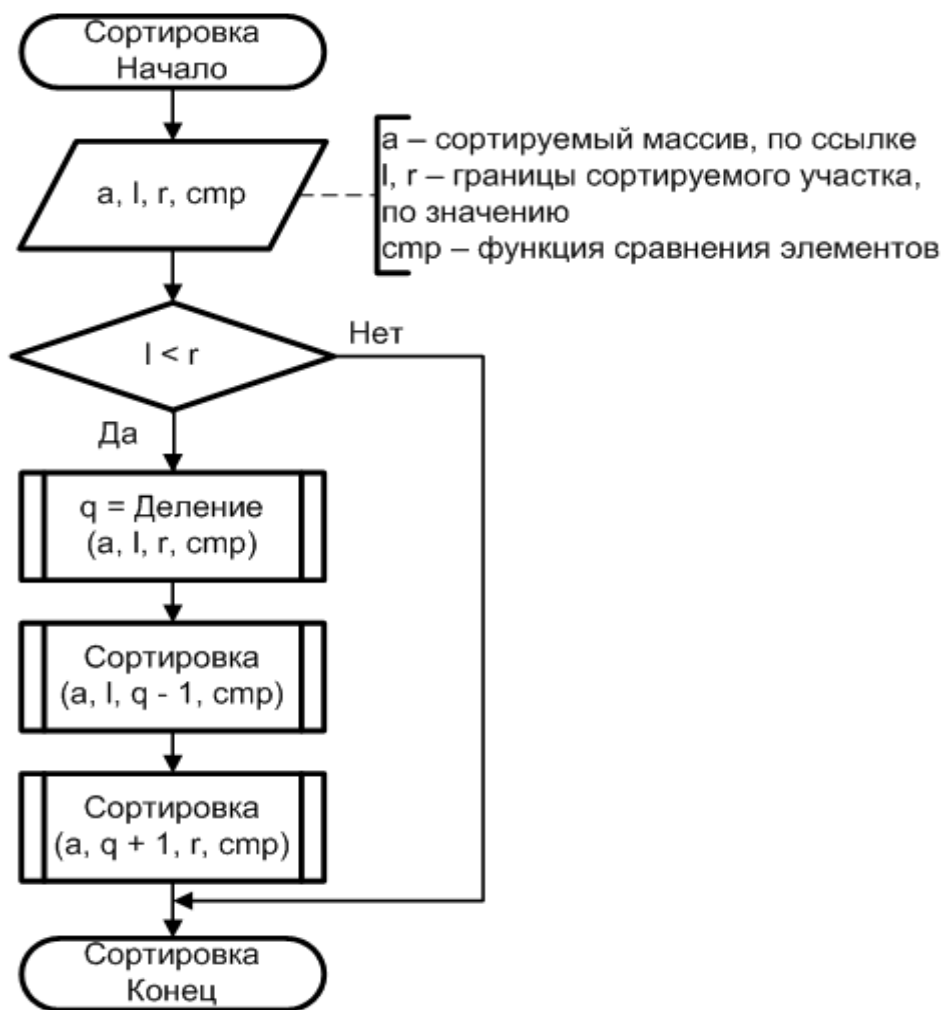 Сортировка
Начало
a, l, r, cmp
a – сортируемый массив, по ссылке
l, r – границы сортируемого участка,
по значению
cmp – функция сравнения элементов
l < r
Нет
Да
q = Деление
(a, l, r, cmp)
Сортировка
(a, l, q - 1, cmp)
Сортировка
(a, q + 1, r, cmp)
Сортировка
Конец